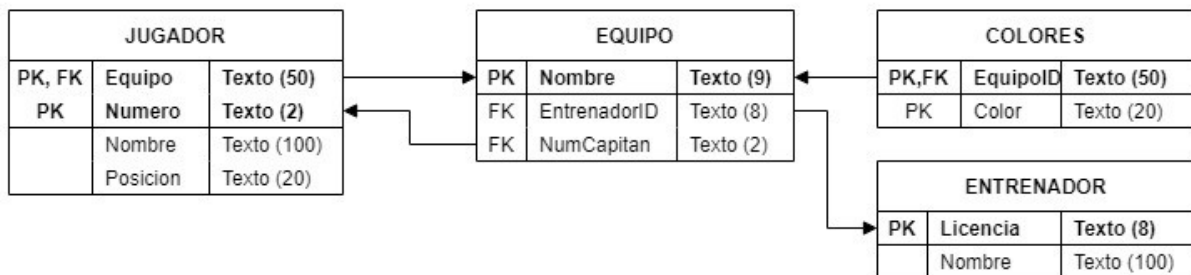 JUGADOR
PK, FK Equipo Texto (50)
PK Numero Texto (2)
Nombre Texto (100)
Posicion Texto (20)
EQUIPO
PK Nombre Texto (9)
FK EntrenadorID Texto (8)
FK NumCapitan Texto (2)
COLORES
PK,FK EquipoID Texto (50)
PK Color Texto (20)
ENTRENADOR
PK Licencia Texto (8)
Nombre Texto (100)